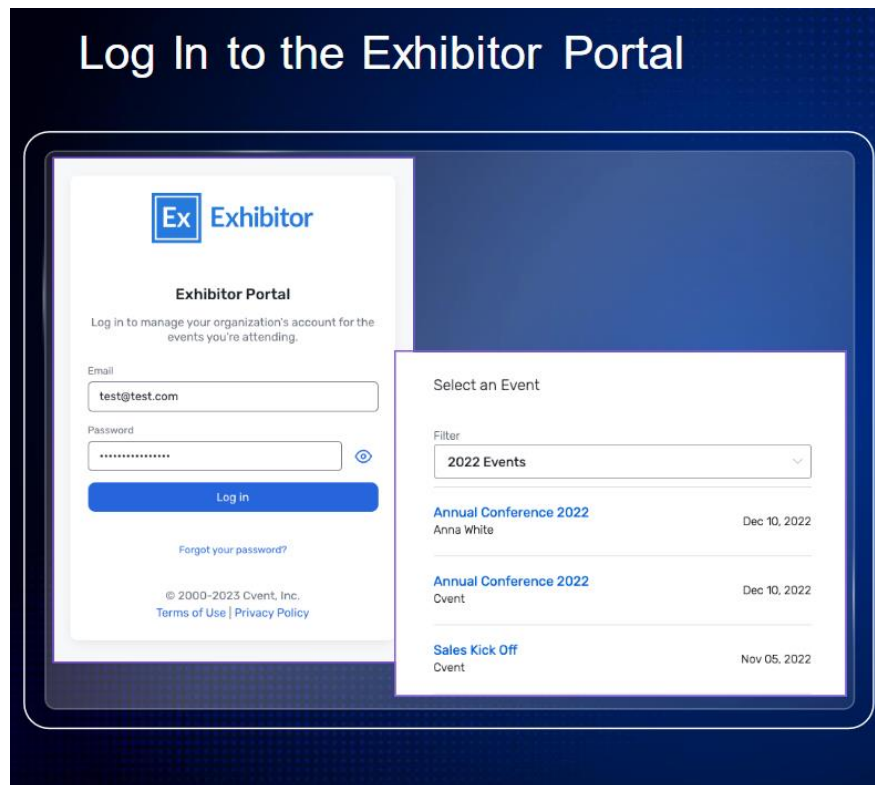 Log In to the Exhibitor Portal
Ex Exhibitor
Exhibitor Portal
Log in to manage your organization's account for the
events you're attending.
Email
test@test.com
Password
••••••••••••••••
Log in
Forgot your password?
© 2000-2023 Cvent, Inc.
Terms of Use | Privacy Policy
Select an Event
Filter
2022 Events
Annual Conference 2022
Anna White
Dec 10, 2022
Annual Conference 2022
Cvent
Dec 10, 2022
Sales Kick Off
Cvent
Nov 05, 2022